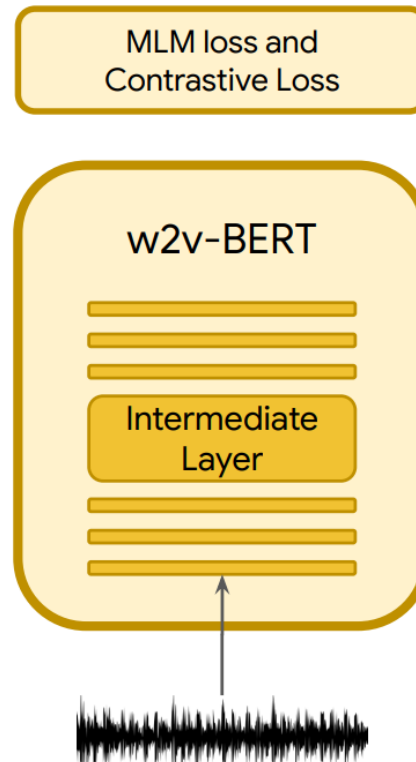 MLM loss and
Contrastive Loss
w2v-BERT
Intermediate
Layer